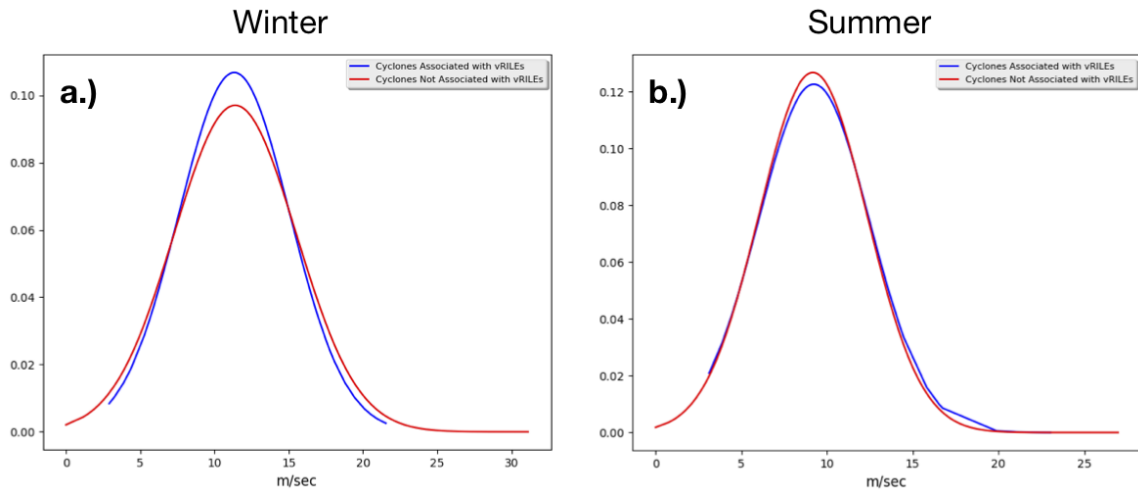 Winter
Summer
a.)
Cyclones Associated with vRILEs
Cyclones Not Associated with vRILEs
0.10
0.08
0.06
0.04
0.02
0.00
0 5 10 15 20 25 30
m/sec
b.)
Cyclones Associated with vRILEs
Cyclones Not Associated with vRILEs
0.12
0.10
0.08
0.06
0.04
0.02
0.00
0 5 10 15 20 25
m/sec